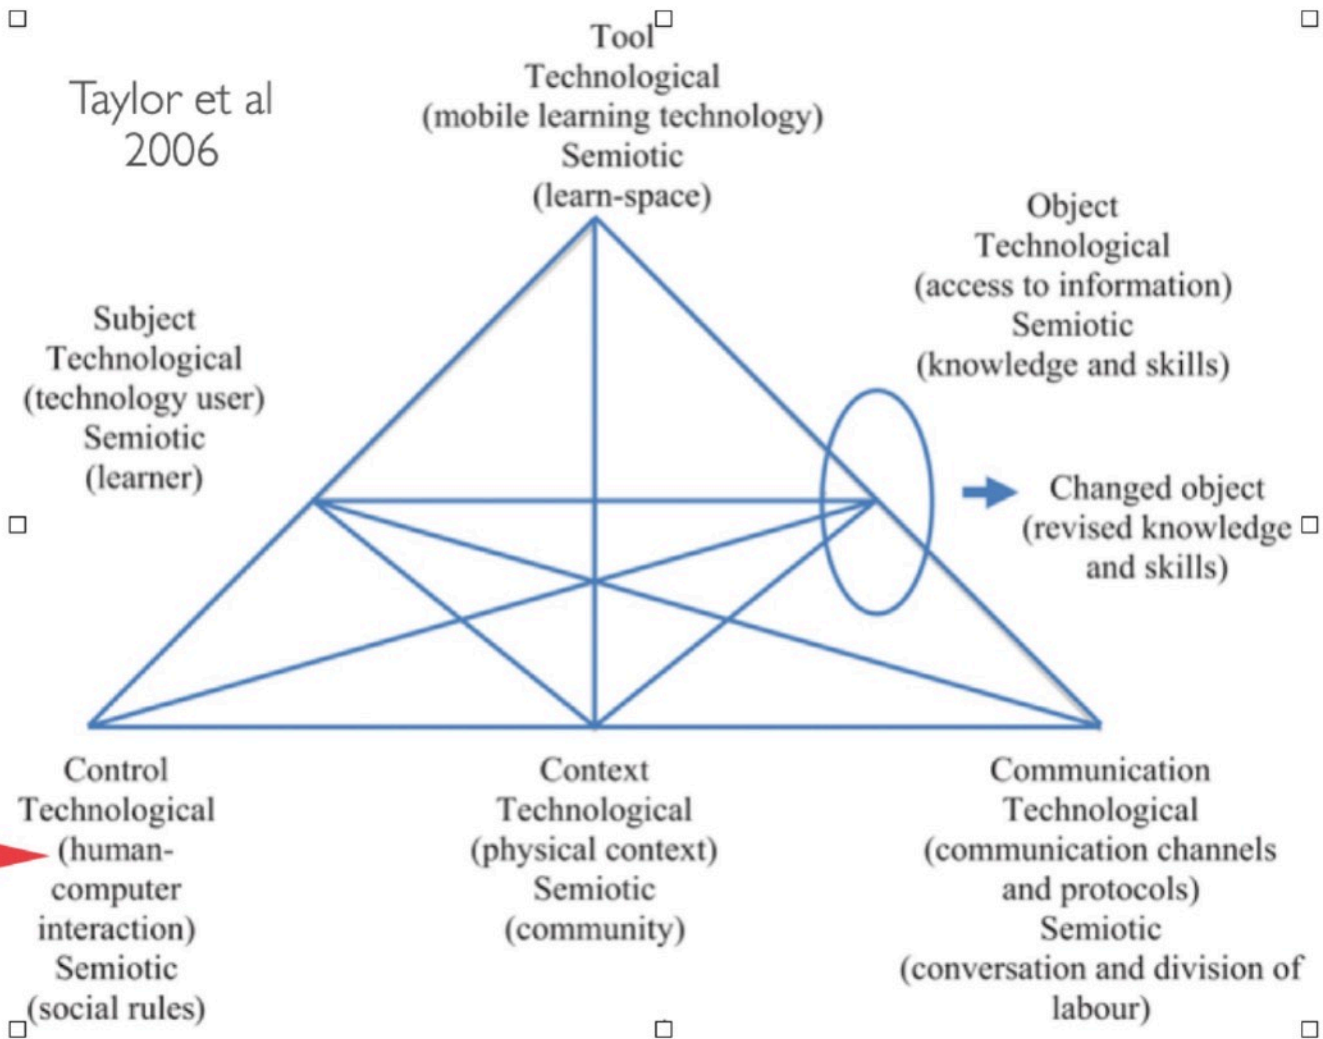 Taylor et al
2006
Tool
Technological
(mobile learning technology)
Semiotic
(learn-space)
Object
Technological
(access to information)
Semiotic
(knowledge and skills)
Subject
Technological
(technology user)
Semiotic
(learner)
Changed object
(revised knowledge
and skills)
Control
Technological
(human-
computer
interaction)
Semiotic
(social rules)
Context
Technological
(physical context)
Semiotic
(community)
Communication
Technological
(communication channels
and protocols)
Semiotic
(conversation and division of
labour)